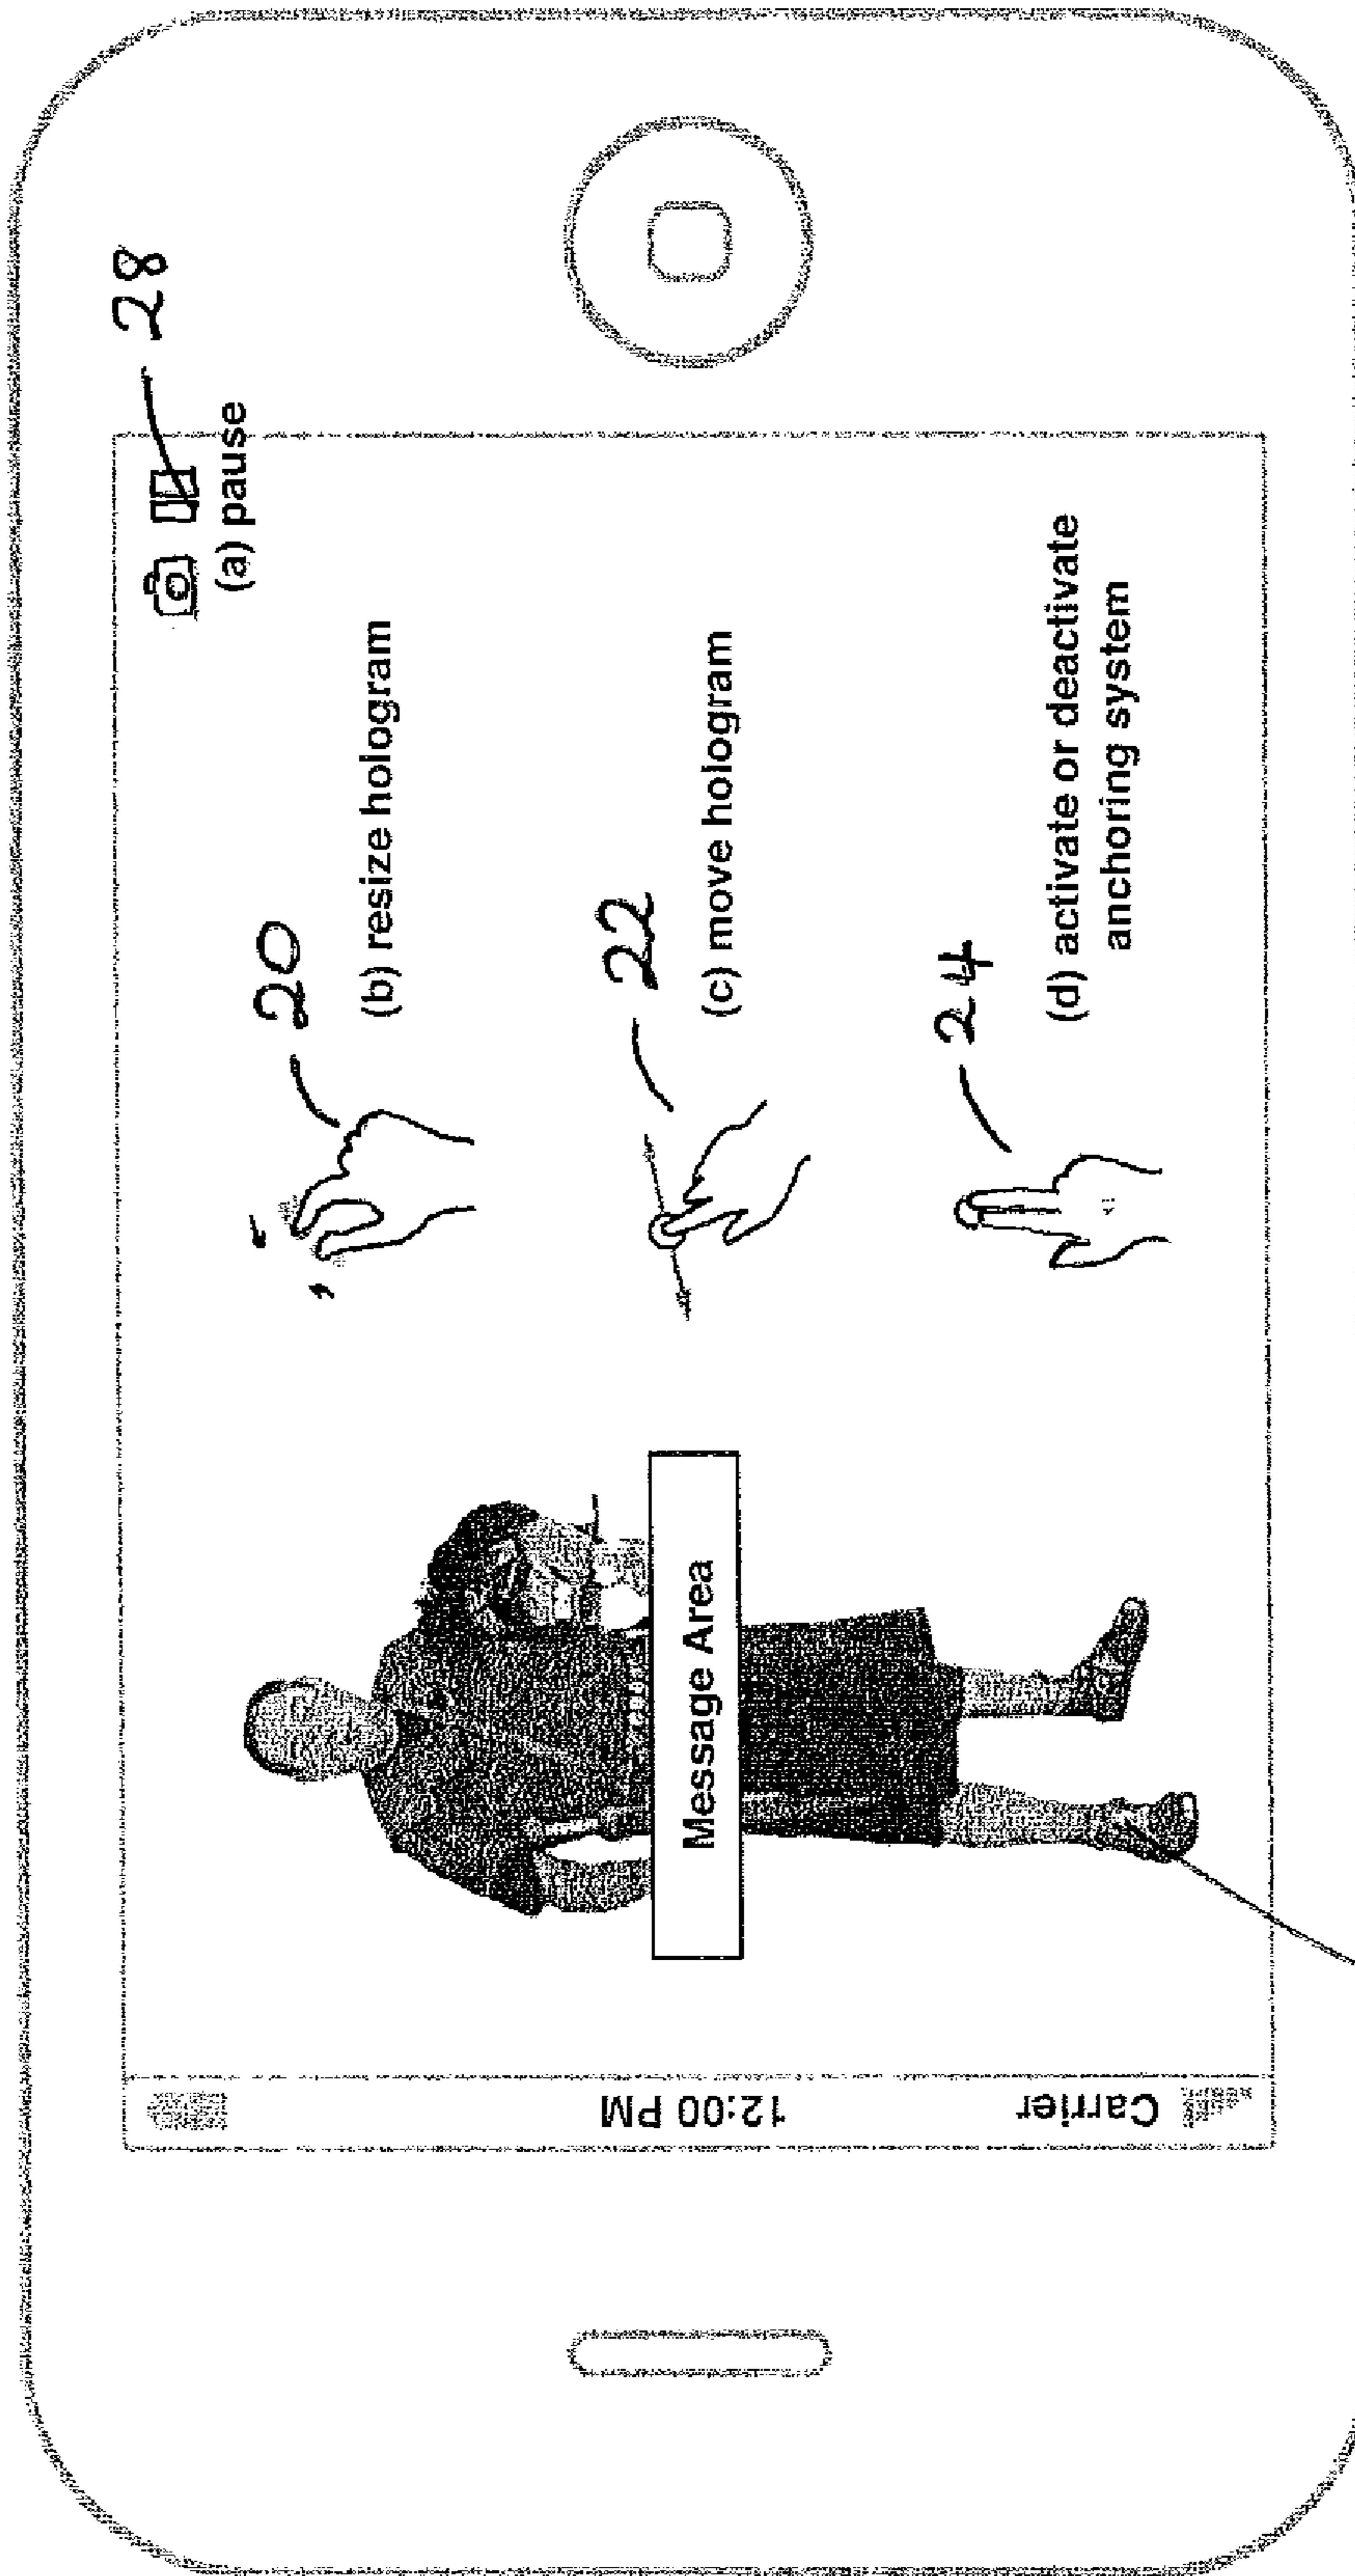 28
(a) pause
20
(b) resize hologram
22
(c) move hologram
24
(d) activate or deactivate
anchoring system
Message Area
12:00 PM
Carrier